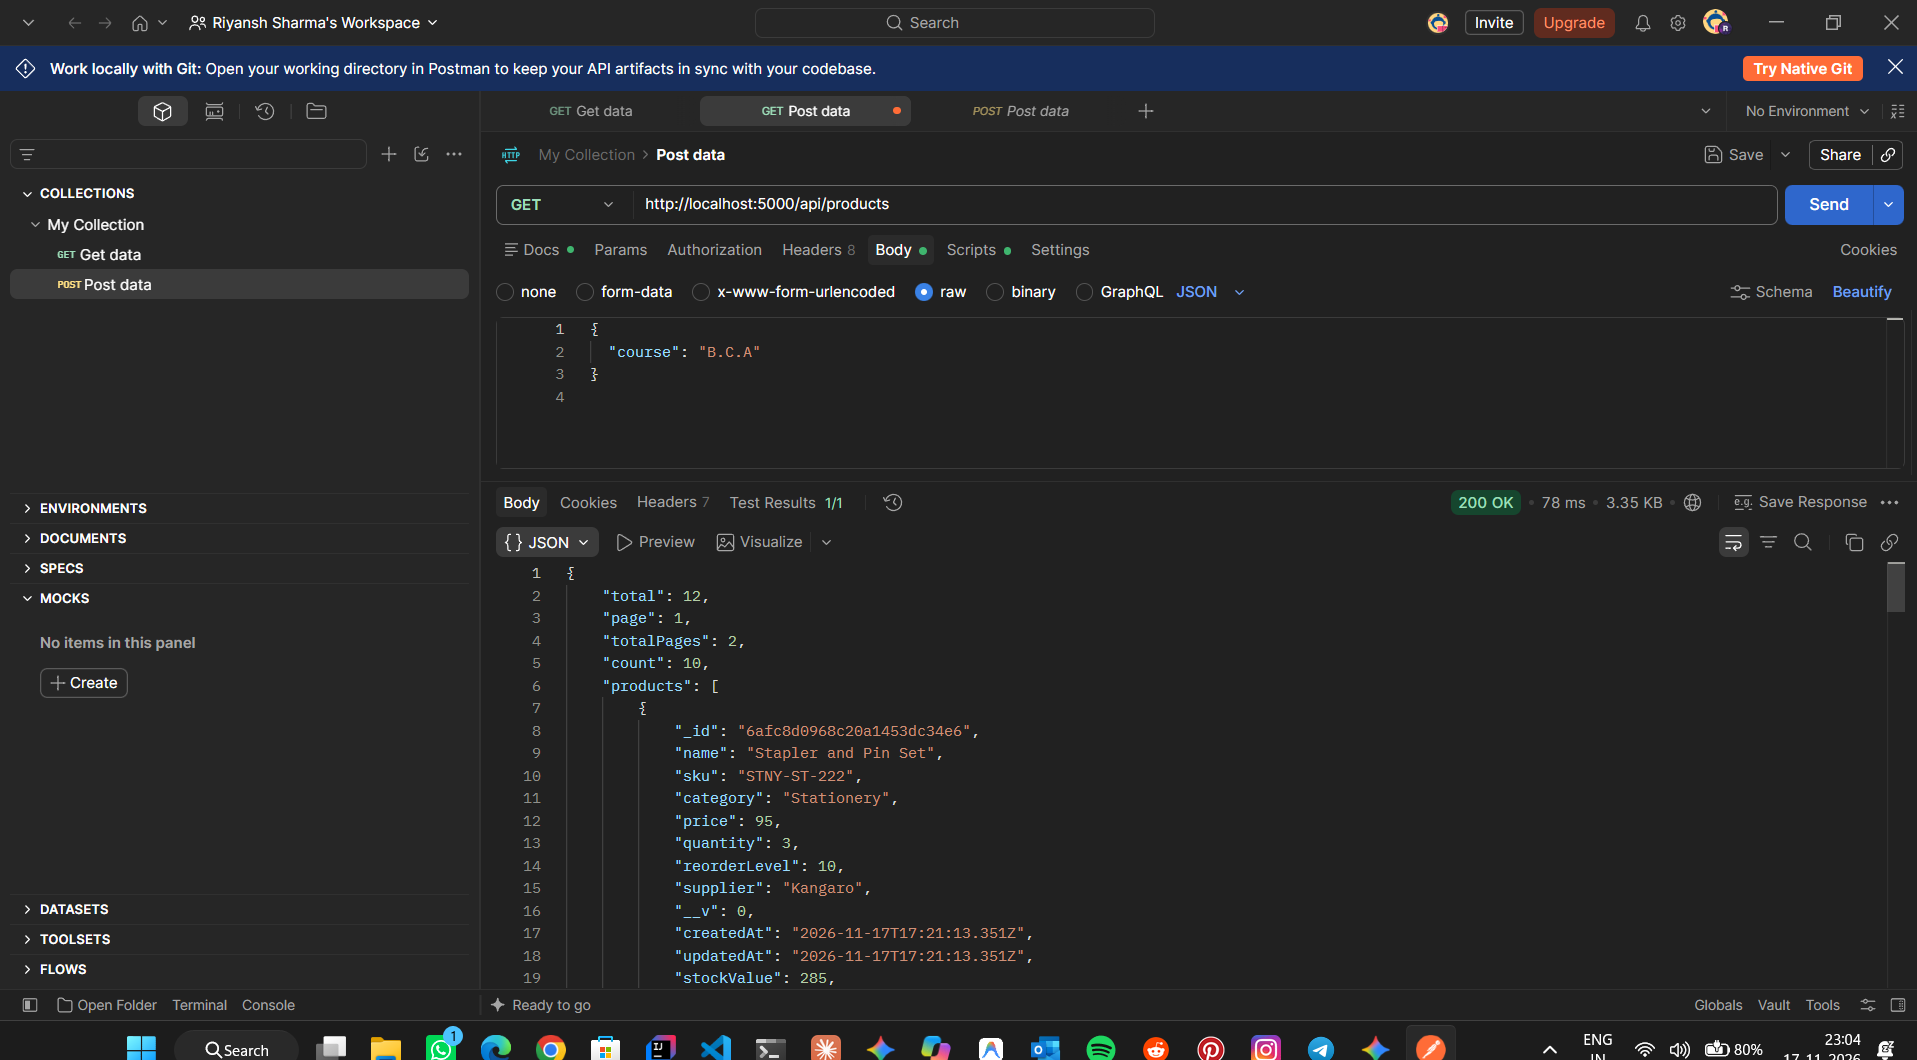 Riyansh Sharma's Workspace
Search
Invite
Upgrade
Work locally with Git: Open your working directory in Postman to keep your API artifacts in sync with your codebase.
Try Native Git
GET Get data
GET Post data
POST Post data
No Environment
HTTP
My Collection > Post data
Save
Share
COLLECTIONS
My Collection
GET Get data
POST Post data
GET
http://localhost:5000/api/products
Send
Docs
Params
Authorization
Headers 8
Body
Scripts
Settings
Cookies
none
form-data
x-www-form-urlencoded
raw
binary
GraphQL
JSON
Schema
Beautify
1 {
2 "course": "B.C.A"
3 }
4
ENVIRONMENTS
DOCUMENTS
SPECS
MOCKS
No items in this panel
Create
DATASETS
TOOLSETS
FLOWS
Body
Cookies
Headers 7
Test Results 1/1
200 OK
78 ms
3.35 KB
e.g. Save Response
{} JSON
Preview
Visualize
1 {
2 "total": 12,
3 "page": 1,
4 "totalPages": 2,
5 "count": 10,
6 "products": [
7 {
8 "_id": "6afc8d0968c20a1453dc34e6",
9 "name": "Stapler and Pin Set",
10 "sku": "STNY-ST-222",
11 "category": "Stationery",
12 "price": 95,
13 "quantity": 3,
14 "reorderLevel": 10,
15 "supplier": "Kangaro",
16 "__v": 0,
17 "createdAt": "2026-11-17T17:21:13.351Z",
18 "updatedAt": "2026-11-17T17:21:13.351Z",
19 "stockValue": 285,
Open Folder
Terminal
Console
Ready to go
Globals
Vault
Tools
Search
1
ENG
IN
80%
23:04
17-11-2026